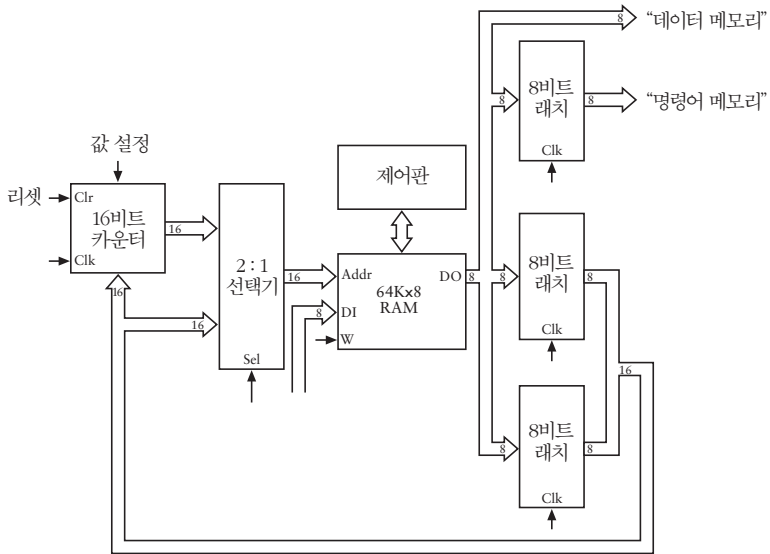 8
"데이터 메모리"
8
8비트
래치
8
"명령어 메모리"
Clk
값 설정
리셋
Clr
16비트
카운터
Clk
16
16
2 : 1
선택기
16
16
Sel
제어판
Addr
DO
64K×8
RAM
8
DI
W
8
8
8비트
래치
8
Clk
16
8
8비트
래치
8
Clk